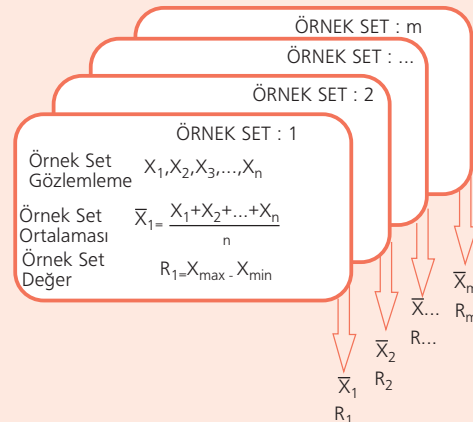 ÖRNEK SET : m
ÖRNEK SET : ...
ÖRNEK SET : 2
ÖRNEK SET : 1
Örnek Set Gözlemleme X₁,X₂,X₃,...,Xₙ
Örnek Set Ortalaması X̅₁= X₁+X₂+...+Xₙ
n
Örnek Set Değer R₁=Xmax - Xmin
X̅m
Rm
X̅...
R...
X̅₂
R₂
X̅₁
R₁